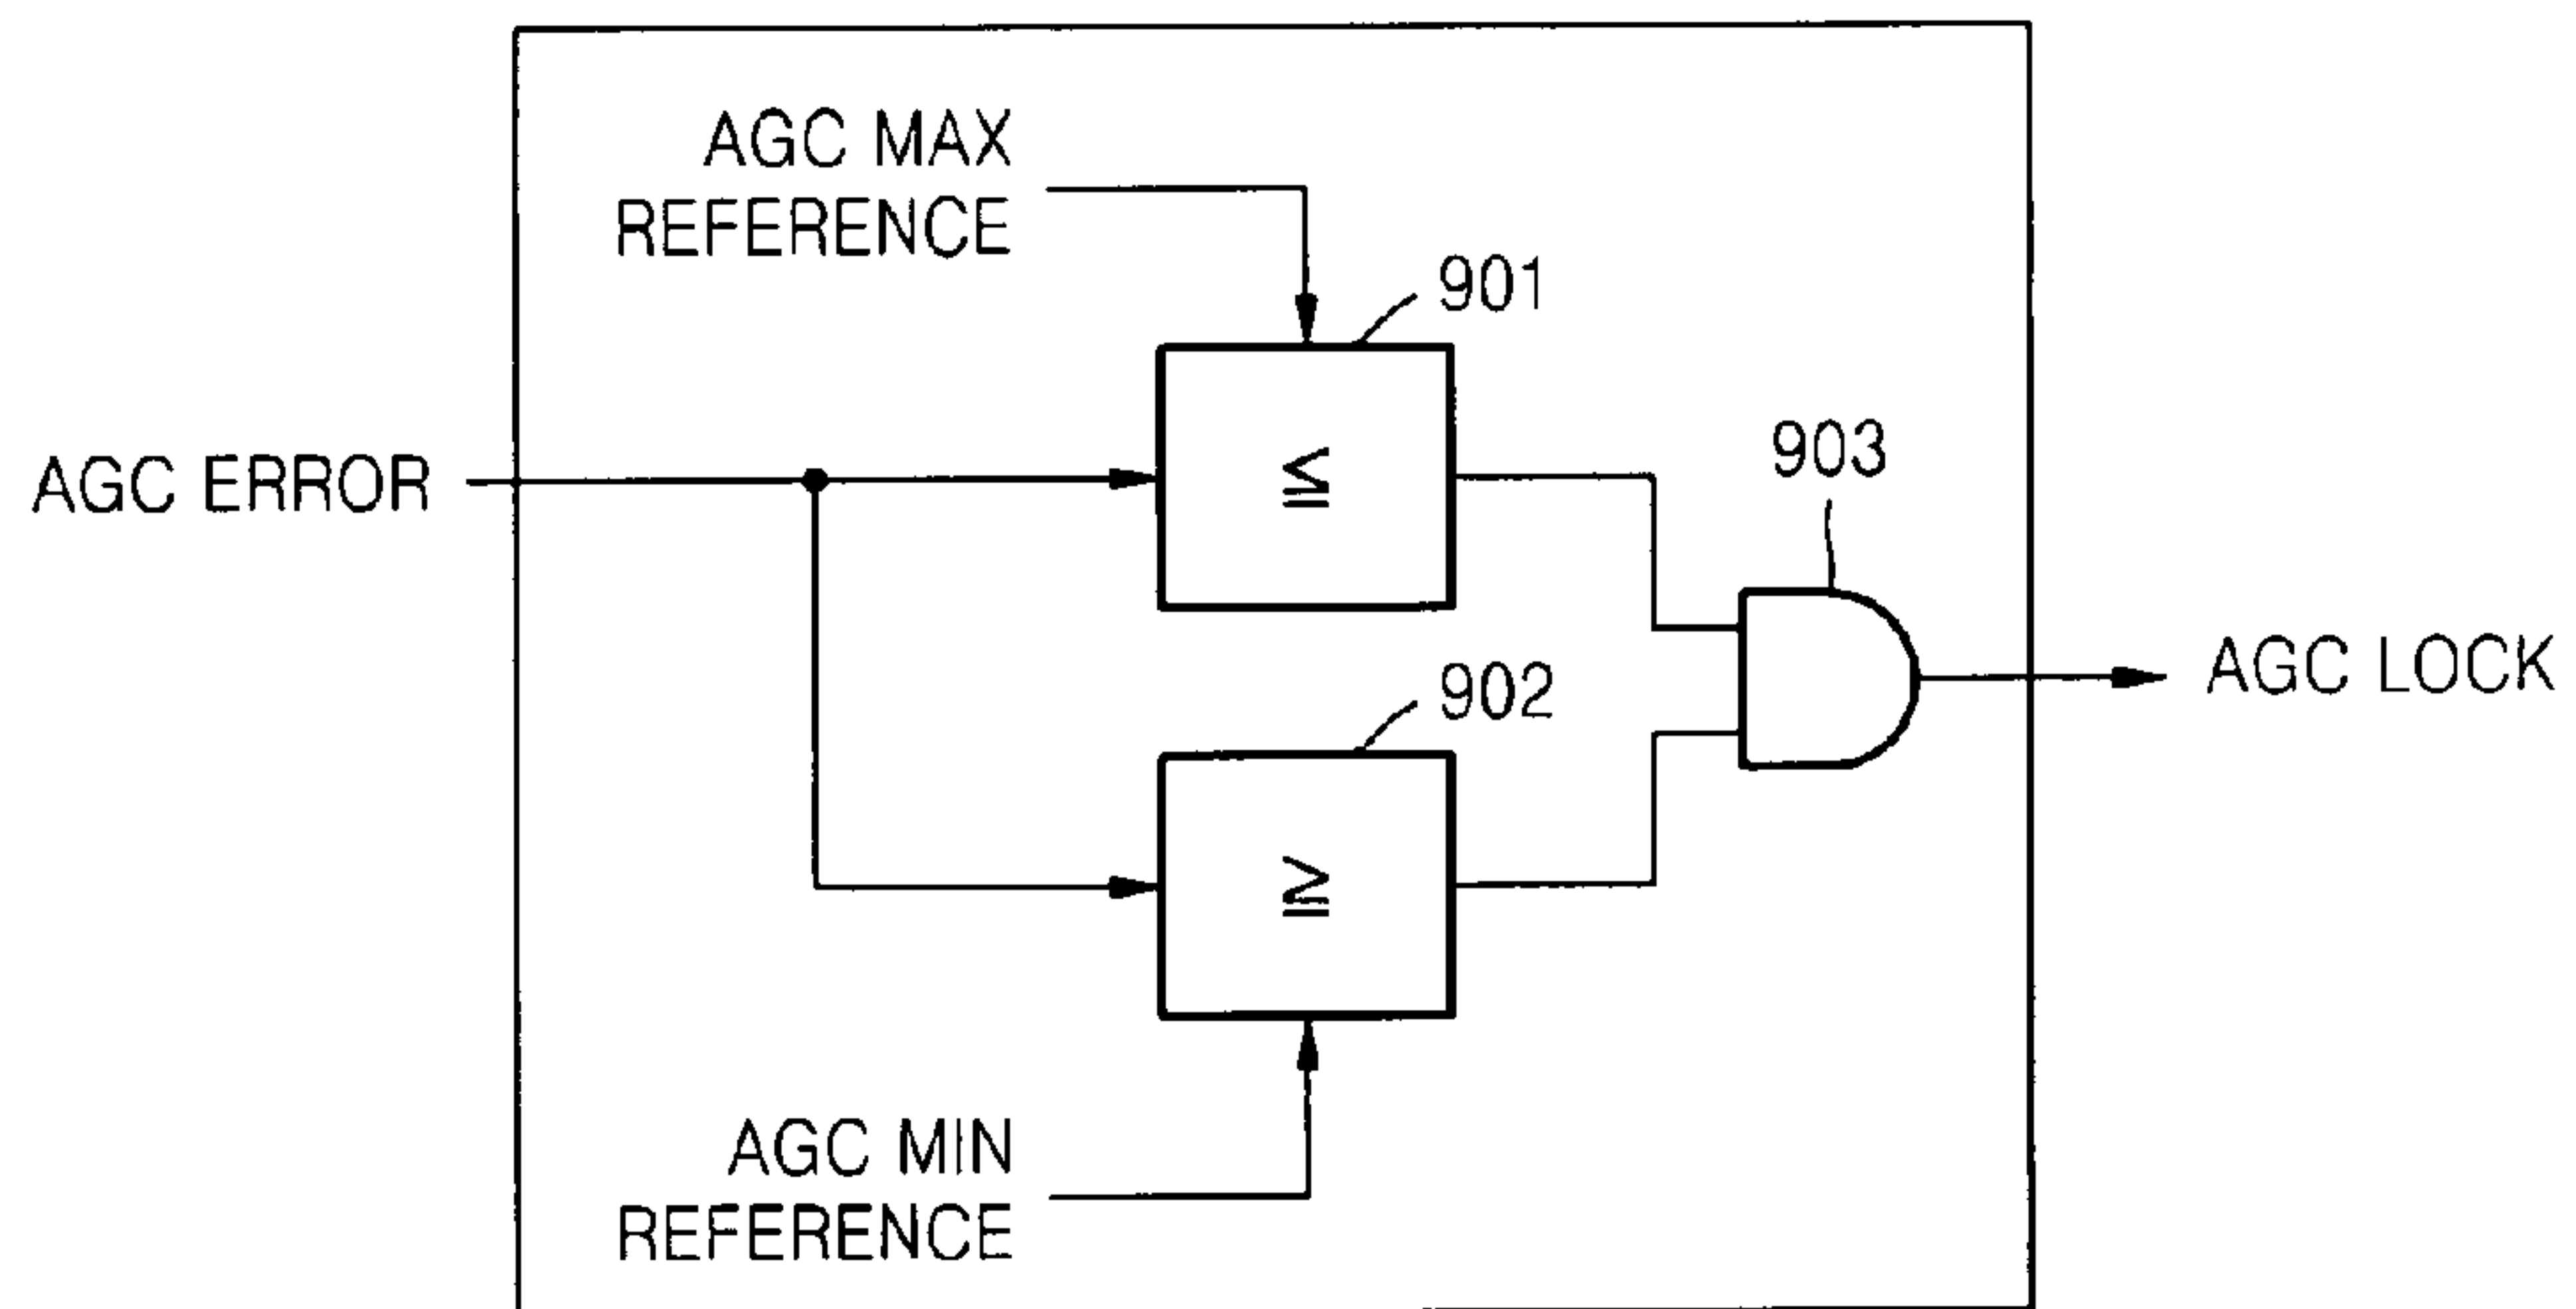 AGC MAX
REFERENCE
901
AGC ERROR
≦
903
902
AGC LOCK
≧
AGC MIN
REFERENCE